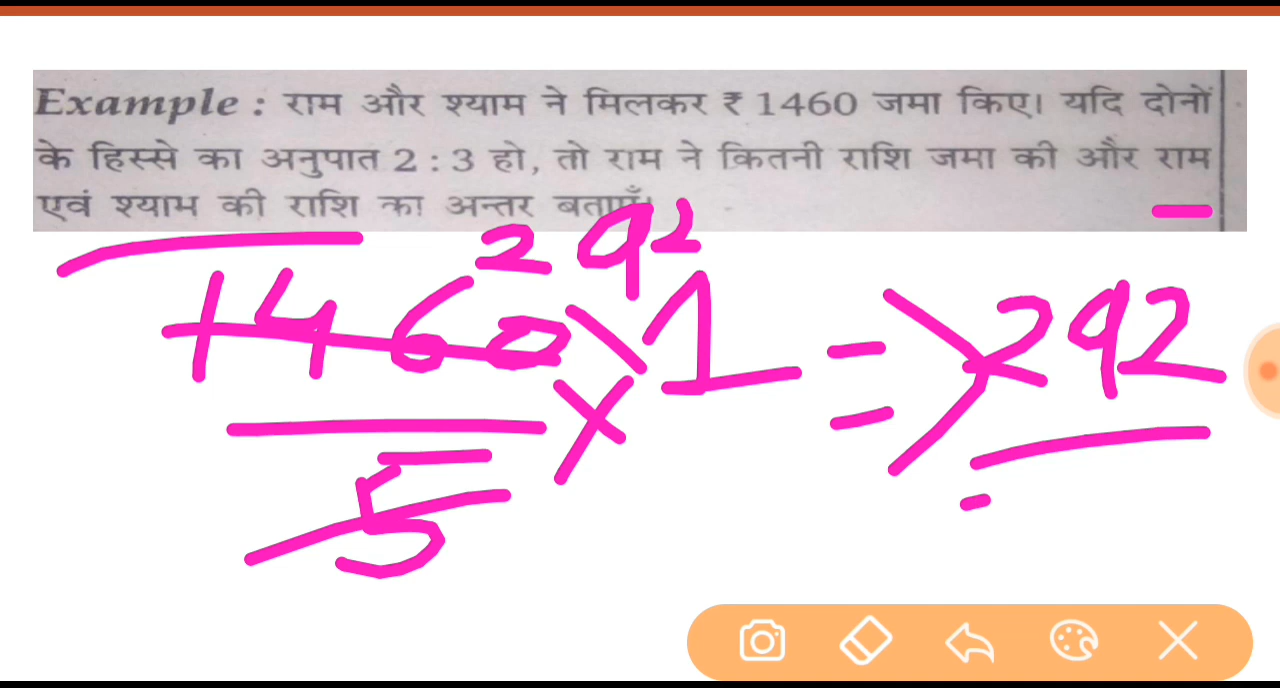 Example : राम और श्याम ने मिलकर ₹ 1460 जमा किए। यदि दोनों
के हिस्से का अनुपात 2 : 3 हो, तो राम ने कितनी राशि जमा की और राम
एवं श्याम की राशि का अन्तर बताएँ।
292
1460 × 1 => 292
5